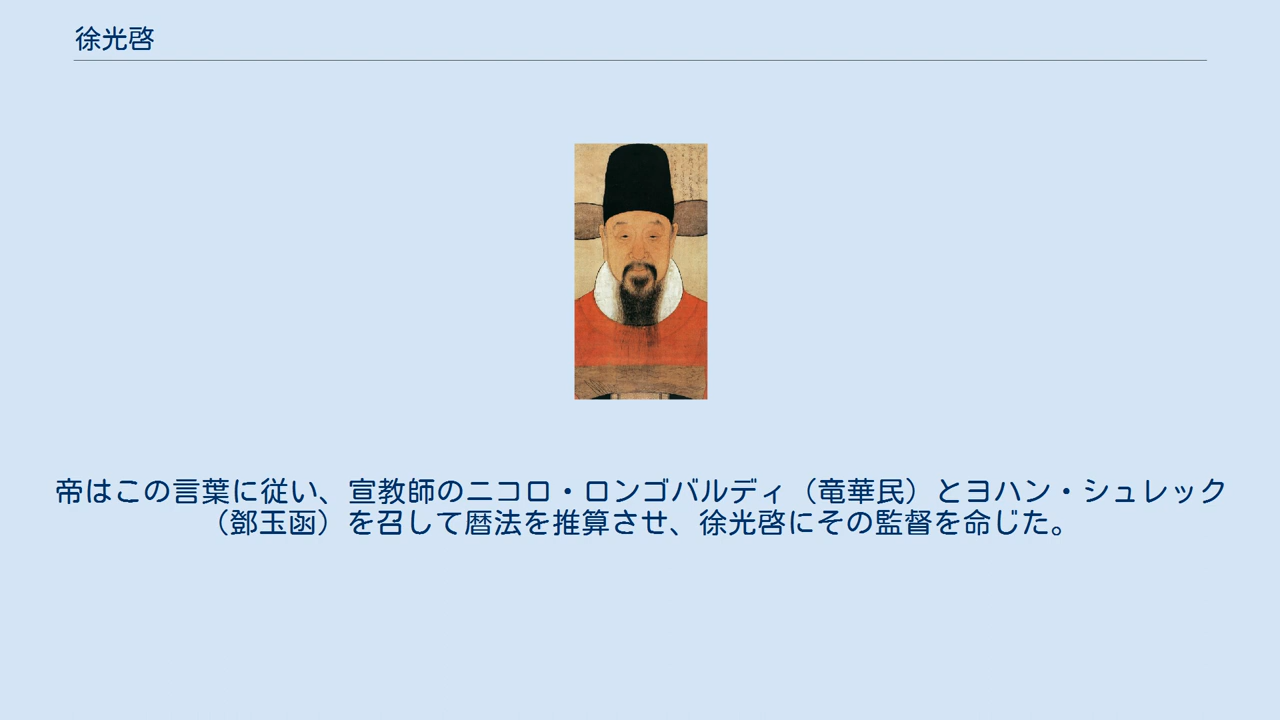 徐光啓
帝はこの言葉に従い、宣教師のニコロ・ロンゴバルディ（竜華民）とヨハン・シュレック
（鄧玉函）を召して暦法を推算させ、徐光啓にその監督を命じた。